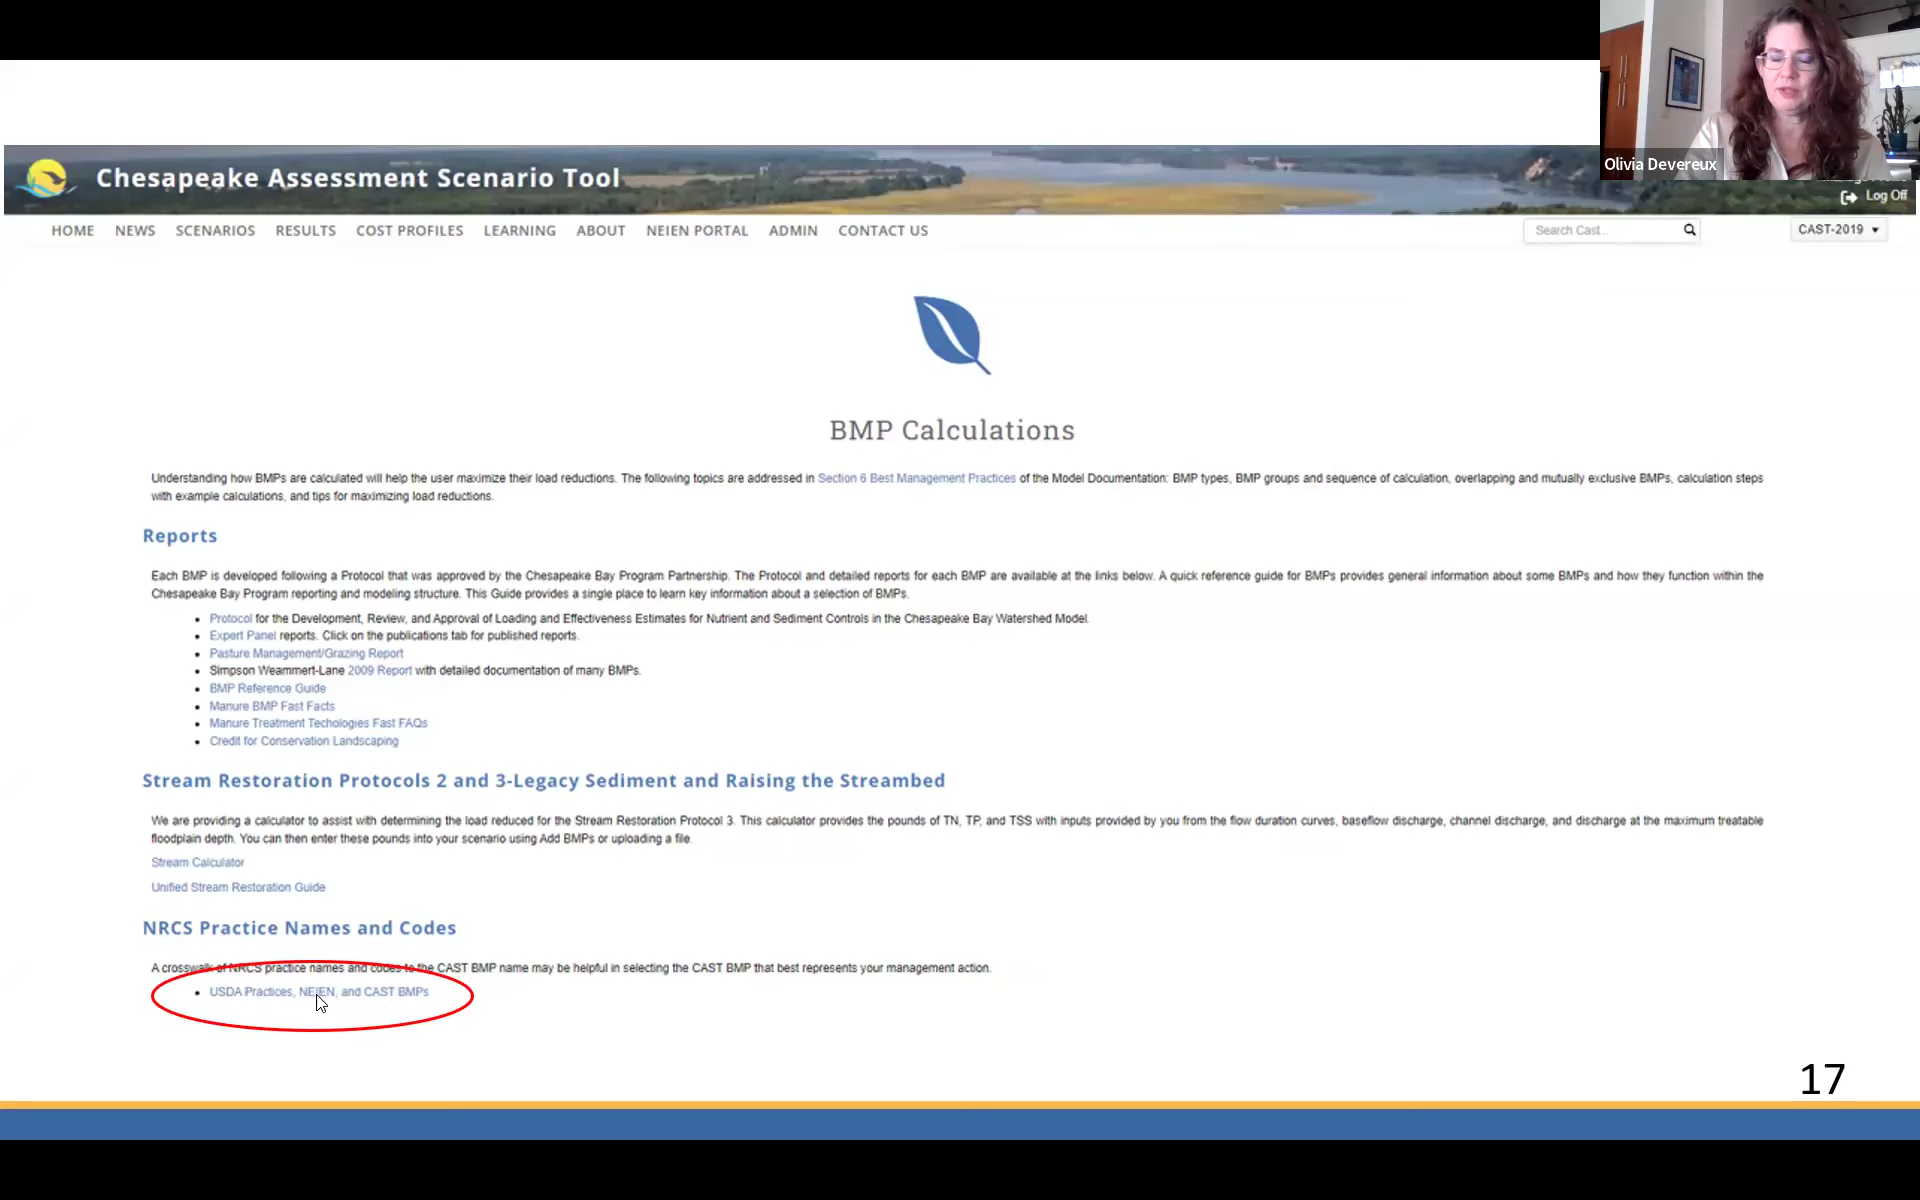 Olivia Devereux
Chesapeake Assessment Scenario Tool
Log Off
HOME NEWS SCENARIOS RESULTS COST PROFILES LEARNING ABOUT NEIEN PORTAL ADMIN CONTACT US
Search Cast...
CAST-2019
BMP Calculations
Understanding how BMPs are calculated will help the user maximize their load reductions. The following topics are addressed in Section 6 Best Management Practices of the Model Documentation: BMP types, BMP groups and sequence of calculation, overlapping and mutually exclusive BMPs, calculation steps
with example calculations, and tips for maximizing load reductions.
Reports
Each BMP is developed following a Protocol that was approved by the Chesapeake Bay Program Partnership. The Protocol and detailed reports for each BMP are available at the links below. A quick reference guide for BMPs provides general information about some BMPs and how they function within the
Chesapeake Bay Program reporting and modeling structure. This Guide provides a single place to learn key information about a selection of BMPs.
• Protocol for the Development, Review, and Approval of Loading and Effectiveness Estimates for Nutrient and Sediment Controls in the Chesapeake Bay Watershed Model.
• Expert Panel reports. Click on the publications tab for published reports.
• Pasture Management/Grazing Report
• Simpson Weammert-Lane 2009 Report with detailed documentation of many BMPs.
• BMP Reference Guide
• Manure BMP Fast Facts
• Manure Treatment Techologies Fast FAQs
• Credit for Conservation Landscaping
Stream Restoration Protocols 2 and 3-Legacy Sediment and Raising the Streambed
We are providing a calculator to assist with determining the load reduced for the Stream Restoration Protocol 3. This calculator provides the pounds of TN, TP, and TSS with inputs provided by you from the flow duration curves, baseflow discharge, channel discharge, and discharge at the maximum treatable
floodplain depth. You can then enter these pounds into your scenario using Add BMPs or uploading a file.
Stream Calculator
Unified Stream Restoration Guide
NRCS Practice Names and Codes
A crosswalk of NRCS practice names and codes to the CAST BMP name may be helpful in selecting the CAST BMP that best represents your management action.
• USDA Practices, NEIEN, and CAST BMPs
17